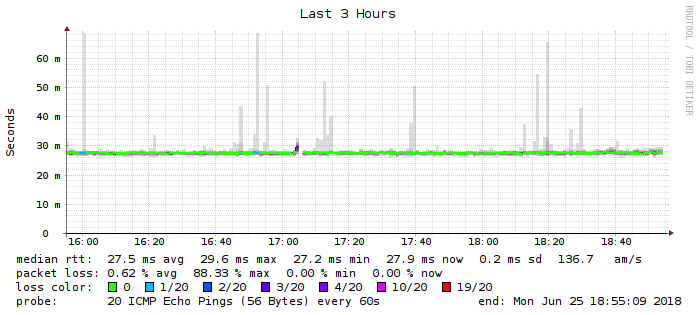 Last 3 Hours
RRDTOOL / TOBI OETIKER
Seconds
60 m
50 m
40 m
30 m
20 m
10 m
0
16:00 16:20 16:40 17:00 17:20 17:40 18:00 18:20 18:40
median rtt: 27.5 ms avg 29.6 ms max 27.2 ms min 27.9 ms now 0.2 ms sd 136.7 am/s
packet loss: 0.62 % avg 88.33 % max 0.00 % min 0.00 % now
loss color: 0 1/20 2/20 3/20 4/20 10/20 19/20
probe: 20 ICMP Echo Pings (56 Bytes) every 60s end: Mon Jun 25 18:55:09 2018